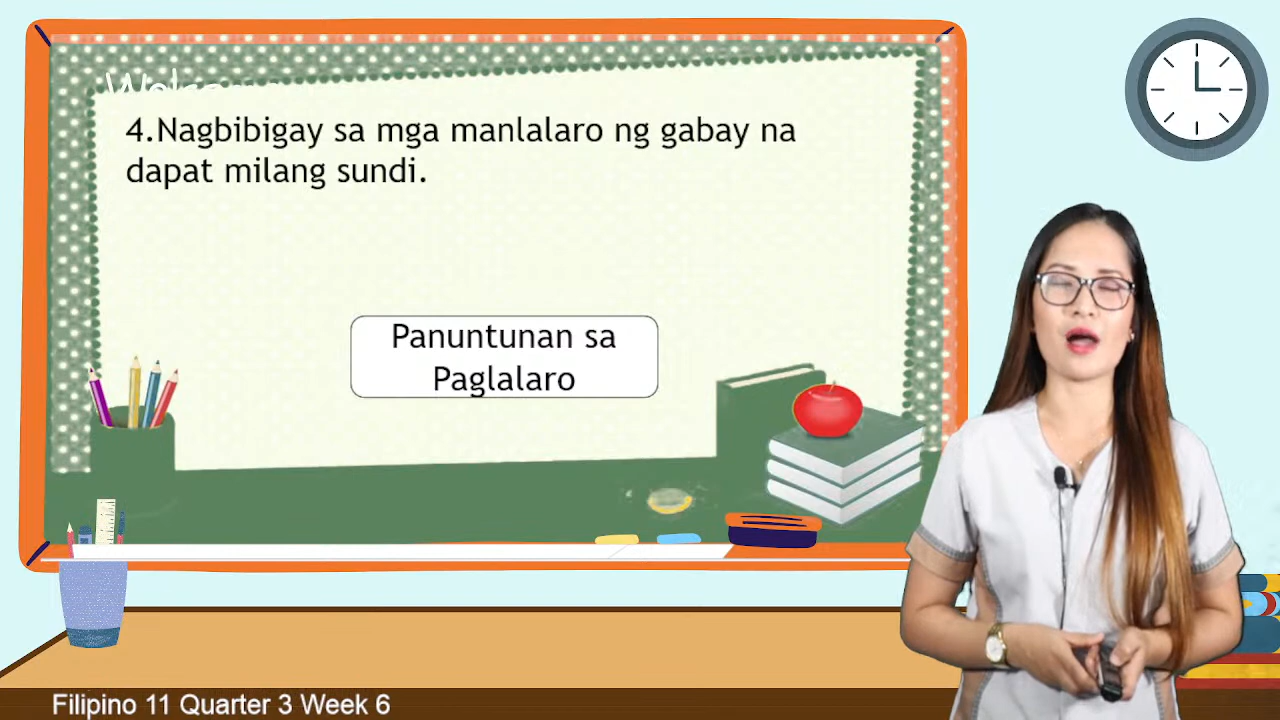 4.Nagbibigay sa mga manlalaro ng gabay na
dapat milang sundi.
Panuntunan sa
Paglalaro
Filipino 11 Quarter 3 Week 6